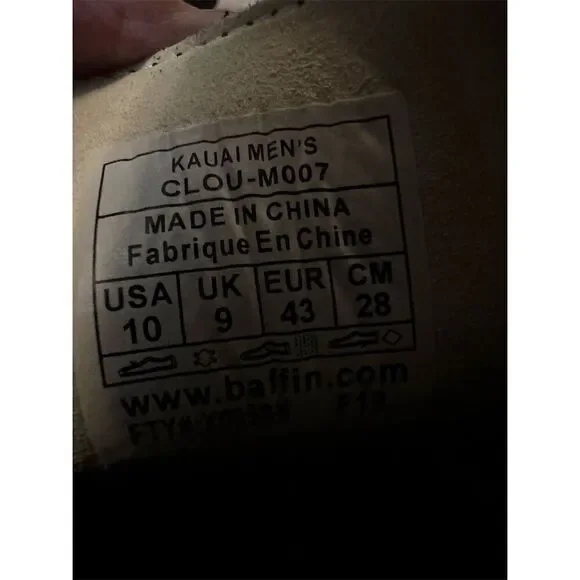 KAUAI MEN'S
CLOU-M007
MADE IN CHINA
Fabrique En Chine
USA UK EUR CM
10 9 43 28
www.baffin.com